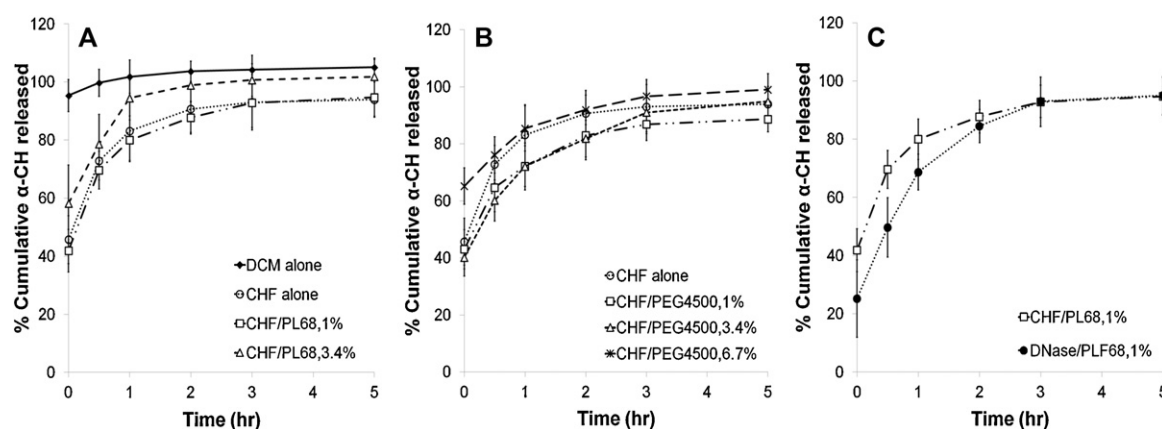 A
% Cumulative α-CH released
120
100
80
60
40
20
0
0 1 2 3 4 5
Time (hr)
DCM alone
CHF alone
CHF/PL68,1%
CHF/PL68,3.4%
B
% Cumulative α-CH released
120
100
80
60
40
20
0
0 1 2 3 4 5
Time (hr)
CHF alone
CHF/PEG4500,1%
CHF/PEG4500,3.4%
CHF/PEG4500,6.7%
C
% Cumulative α-CH released
120
100
80
60
40
20
0
0 1 2 3 4 5
Time (hr)
CHF/PL68,1%
DNase/PLF68,1%